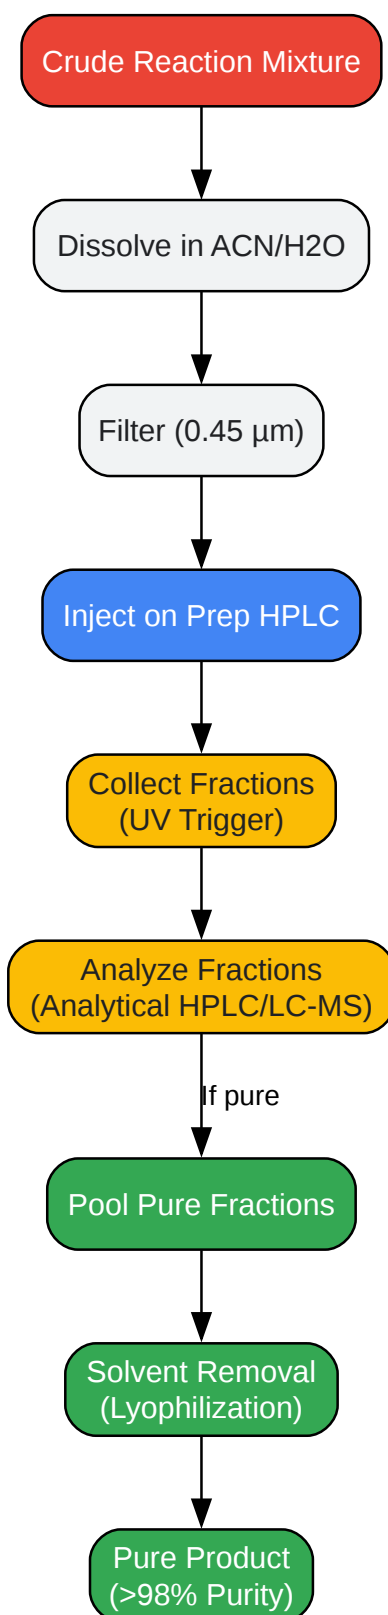 Crude Reaction Mixture
Dissolve in ACN/H2O
Filter (0.45 µm)
Inject on Prep HPLC
Collect Fractions
(UV Trigger)
Analyze Fractions
(Analytical HPLC/LC-MS)
If pure
Pool Pure Fractions
Solvent Removal
(Lyophilization)
Pure Product
(>98% Purity)